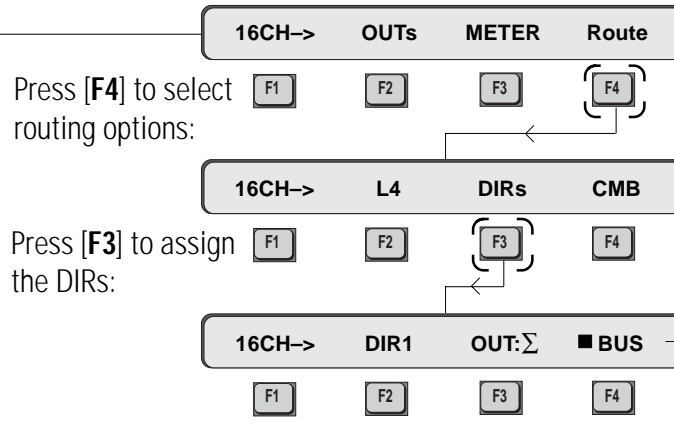 16CH–> OUTs METER Route
Press [F4] to select F1 F2 F3 F4
routing options:
16CH–> L4 DIRs CMB
Press [F3] to assign F1 F2 F3 F4
the DIRs:
16CH–> DIR1 OUT:∑ ■ BUS
F1 F2 F3 F4